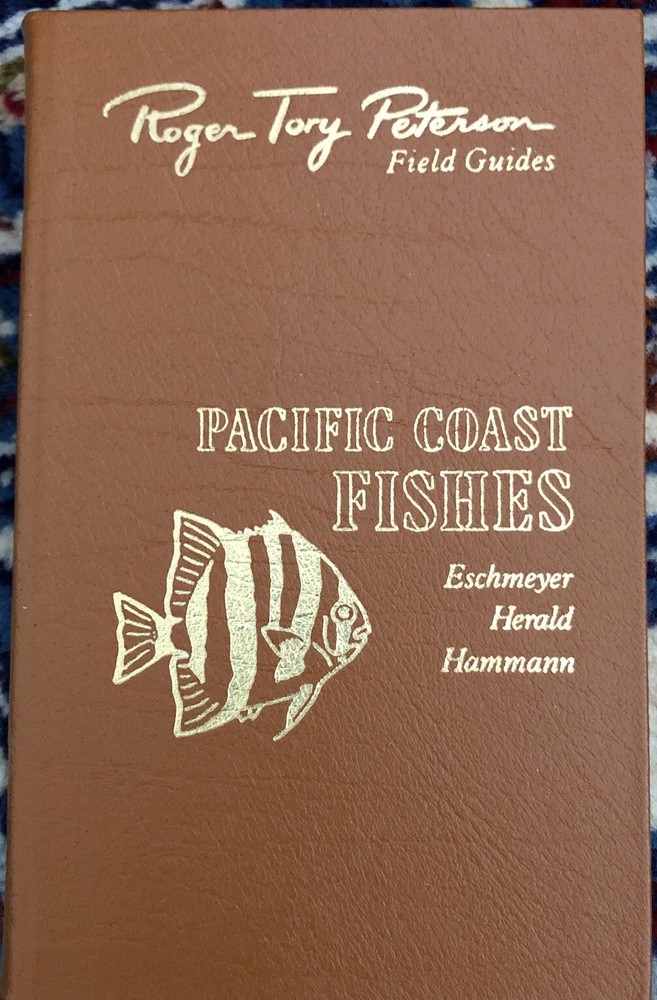 Roger Tory Peterson
Field Guides
PACIFIC COAST
FISHES
Eschmeyer
Herald
Hammann